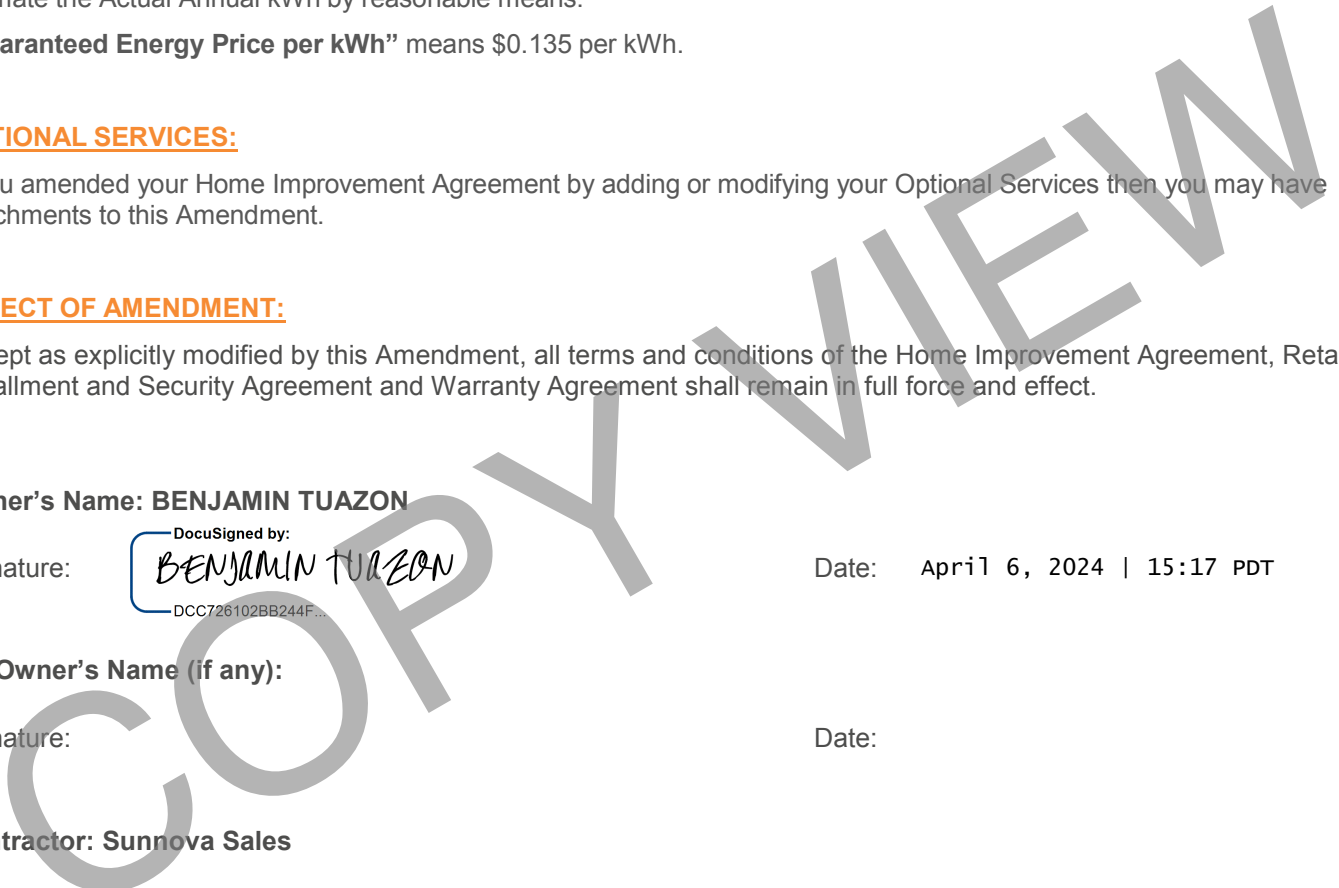 mate the Actual Annual kWh by reasonable means.
aranteed Energy Price per kWh” means $0.135 per kWh.
TIONAL SERVICES:
u amended your Home Improvement Agreement by adding or modifying your Optional Services then you may have
chments to this Amendment.
ECT OF AMENDMENT:
ept as explicitly modified by this Amendment, all terms and conditions of the Home Improvement Agreement, Reta
allment and Security Agreement and Warranty Agreement shall remain in full force and effect.
ner’s Name: BENJAMIN TUAZON
DocuSigned by:
nature: BENJAMIN TUAZON Date: April 6, 2024 | 15:17 PDT
DCC726102BB244F...
Owner’s Name (if any):
nature: Date:
ntractor: Sunnova Sales
COPY VIEW